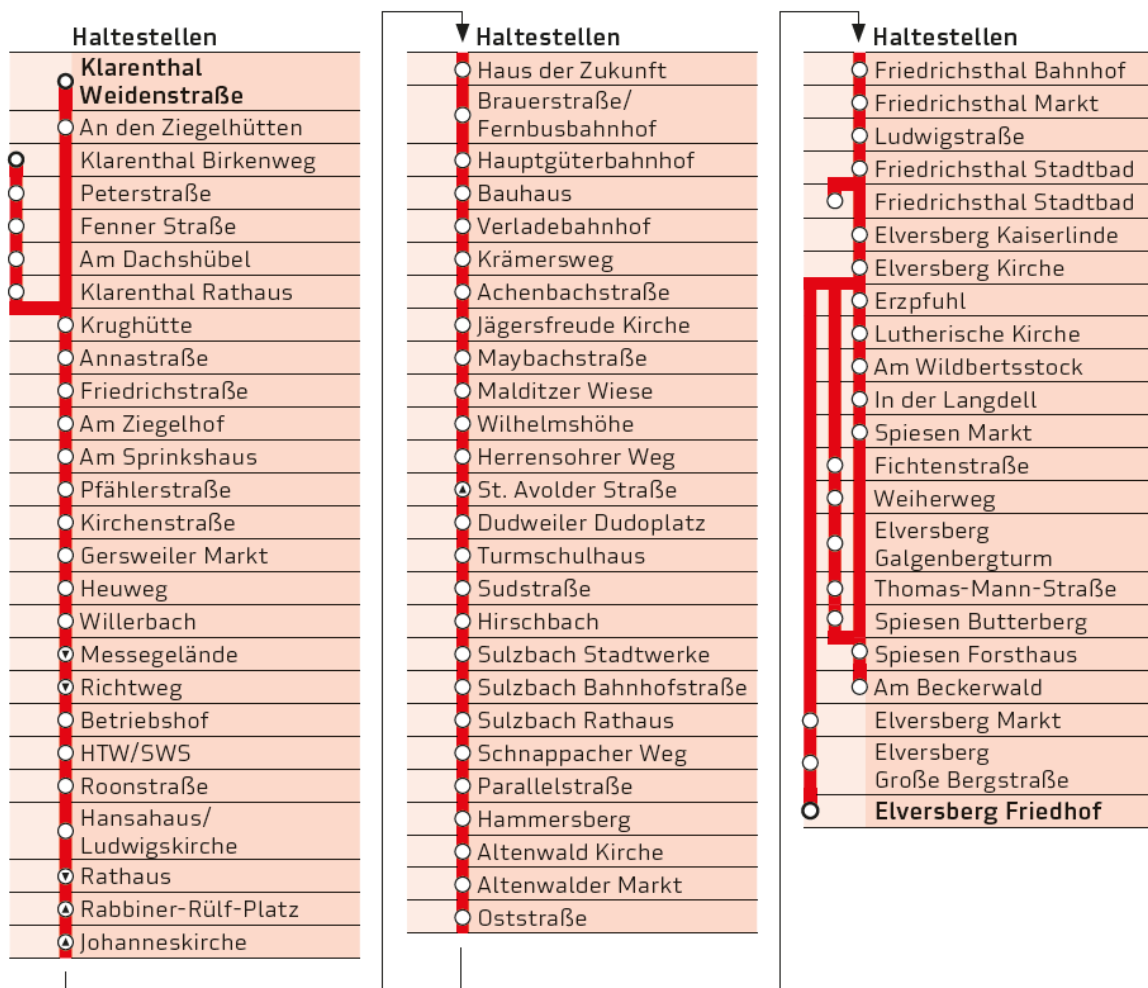 Haltestellen
Klarenthal
Weidenstraße
An den Ziegelhütten
Klarenthal Birkenweg
Peterstraße
Fenner Straße
Am Dachshübel
Klarenthal Rathaus
Krughütte
Annastraße
Friedrichstraße
Am Ziegelhof
Am Sprinkshaus
Pfählerstraße
Kirchenstraße
Gersweiler Markt
Heuweg
Willerbach
Messegelände
Richtweg
Betriebshof
HTW/SWS
Roonstraße
Hansahaus/
Ludwigskirche
Rathaus
Rabbiner-Rülf-Platz
Johanneskirche
Haltestellen
Haus der Zukunft
Brauerstraße/
Fernbusbahnhof
Hauptgüterbahnhof
Bauhaus
Verladebahnhof
Krämersweg
Achenbachstraße
Jägersfreude Kirche
Maybachstraße
Malditzer Wiese
Wilhelmshöhe
Herrensohrer Weg
St. Avolder Straße
Dudweiler Dudoplatz
Turmschulhaus
Sudstraße
Hirschbach
Sulzbach Stadtwerke
Sulzbach Bahnhofstraße
Sulzbach Rathaus
Schnappacher Weg
Parallelstraße
Hammersberg
Altenwald Kirche
Altenwalder Markt
Oststraße
Haltestellen
Friedrichsthal Bahnhof
Friedrichsthal Markt
Ludwigstraße
Friedrichsthal Stadtbad
Friedrichsthal Stadtbad
Elversberg Kaiserlinde
Elversberg Kirche
Erzpfuhl
Lutherische Kirche
Am Wildbertsstock
In der Langdell
Spiesen Markt
Fichtenstraße
Weiherweg
Elversberg
Galgenbergturm
Thomas-Mann-Straße
Spiesen Butterberg
Spiesen Forsthaus
Am Beckerwald
Elversberg Markt
Elversberg
Große Bergstraße
Elversberg Friedhof